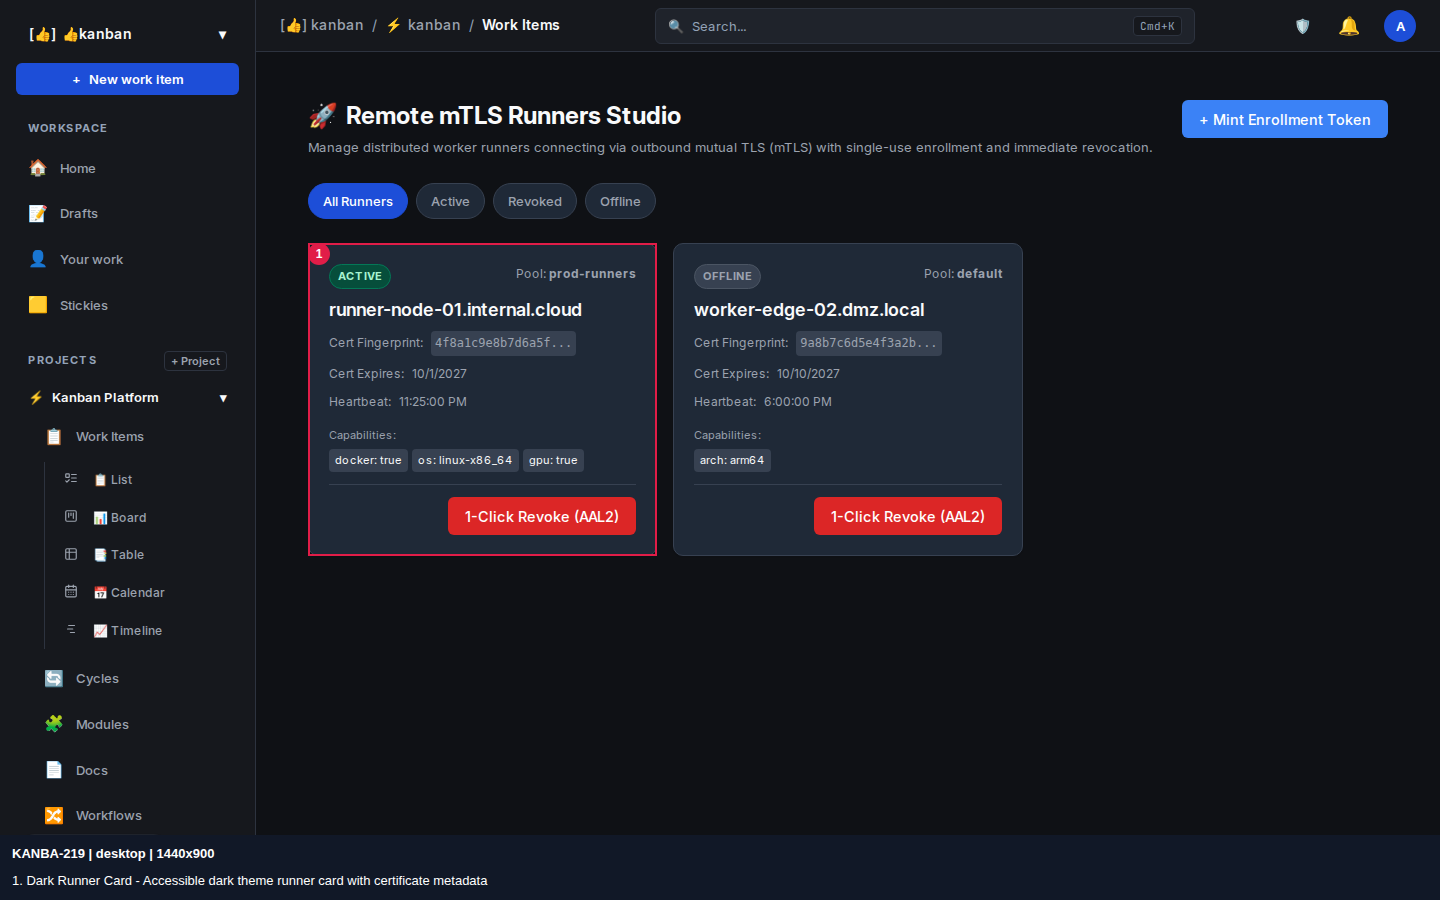 [👍] 👍kanban ▾
+ New work item
WORKSPACE
🏠 Home
📝 Drafts
👤 Your work
🟨 Stickies
PROJECTS + Project
⚡ Kanban Platform ▾
📋 Work Items
📋 List
📊 Board
📑 Table
📅 Calendar
📈 Timeline
🔄 Cycles
🧩 Modules
📄 Docs
🔀 Workflows
[👍] kanban / ⚡ kanban / Work Items
🔍 Search... Cmd+K
🛡️ 🔔 A
🚀 Remote mTLS Runners Studio
+ Mint Enrollment Token
Manage distributed worker runners connecting via outbound mutual TLS (mTLS) with single-use enrollment and immediate revocation.
All Runners Active Revoked Offline
1
ACTIVE Pool: prod-runners
runner-node-01.internal.cloud
Cert Fingerprint: 4f8a1c9e8b7d6a5f...
Cert Expires: 10/1/2027
Heartbeat: 11:25:00 PM
Capabilities:
docker: true os: linux-x86_64 gpu: true
1-Click Revoke (AAL2)
OFFLINE Pool: default
worker-edge-02.dmz.local
Cert Fingerprint: 9a8b7c6d5e4f3a2b...
Cert Expires: 10/10/2027
Heartbeat: 6:00:00 PM
Capabilities:
arch: arm64
1-Click Revoke (AAL2)
KANBA-219 | desktop | 1440x900
1. Dark Runner Card - Accessible dark theme runner card with certificate metadata